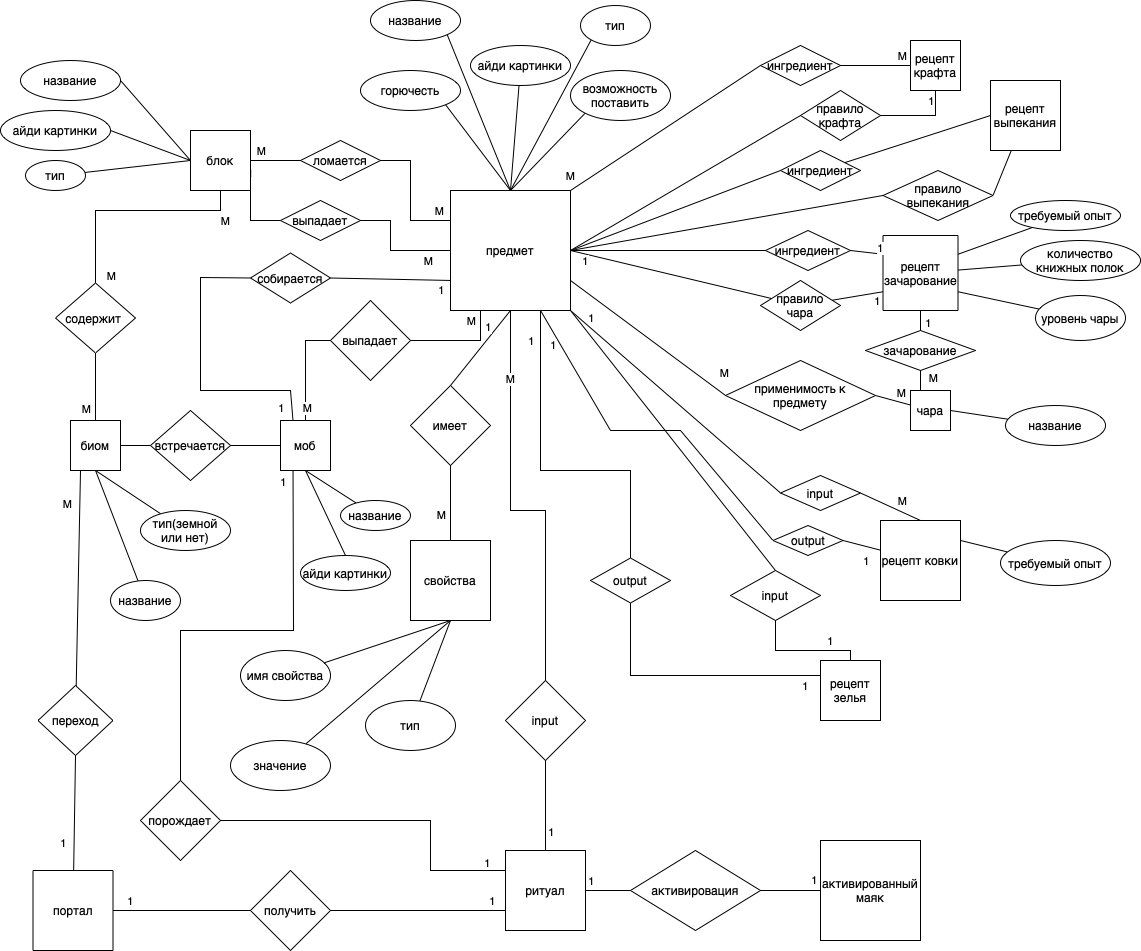 название
тип
айди картинки
горючесть
возможность
поставить
название
айди картинки
тип
блок
М
ломается
М
выпадает
М
М
предмет
М
ингредиент
М
рецепт
крафта
правило
крафта
1
рецепт
выпекания
ингредиент
правило
выпекания
1
ингредиент
1
правило
чара
1
рецепт
зачарование
требуемый опыт
количество
книжных полок
уровень чары
1
зачарование
М
чара
название
М
применимость к
предмету
М
собирается
1
1
М
содержит
М
М
выпадает
М
1
имеет
М
М
1
1
1
биом
встречается
моб
1
М
тип(земной
или нет)
название
название
айди картинки
свойства
имя свойства
тип
значение
input
М
output
1
рецепт ковки
требуемый опыт
output
1
input
1
рецепт
зелья
input
1
переход
1
порождает
1
портал
1
получить
1
ритуал
1
активировация
1
активированный
маяк